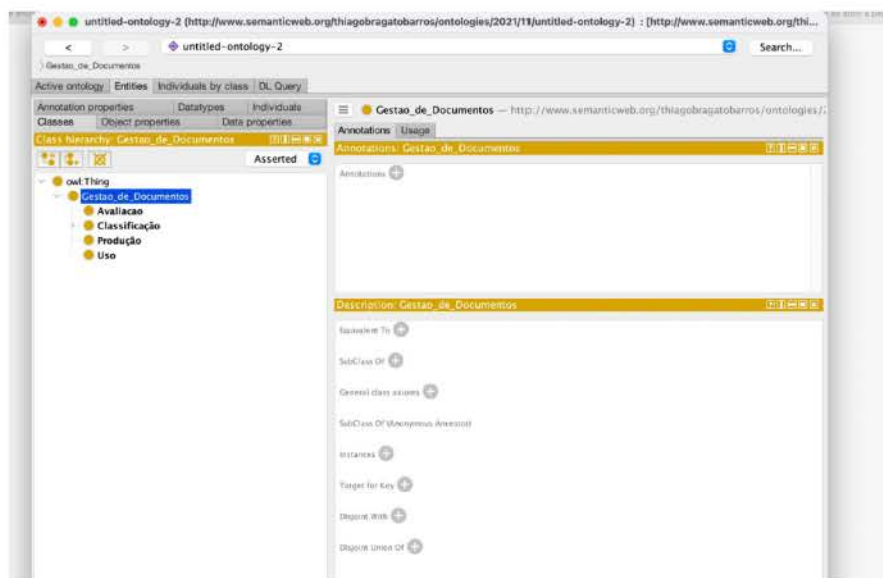 untitled-ontology-2 (http://www.semanticweb.org/thiagobragatobarros/ontologies/2021/11/untitled-ontology-2) : [http://www.semanticweb.org/thi...
< > untitled-ontology-2 Search...
Gestao_de_Documentos
Active ontology Entities Individuals by class DL Query
Annotation properties Datatypes Individuals
Classes Object properties Data properties
Class hierarchy: Gestao_de_Documentos
Asserted
owl:Thing
Gestao_de_Documentos
Avaliacao
Classificação
Produção
Uso
Gestao_de_Documentos — http://www.semanticweb.org/thiagobragatobarros/ontologies/2
Annotations Usage
Annotations: Gestao_de_Documentos
Annotations
Description: Gestao_de_Documentos
Equivalent To
SubClass Of
General class axioms
SubClass Of (Anonymous Ancestor)
Instances
Target for Key
Disjoint With
Disjoint Union Of